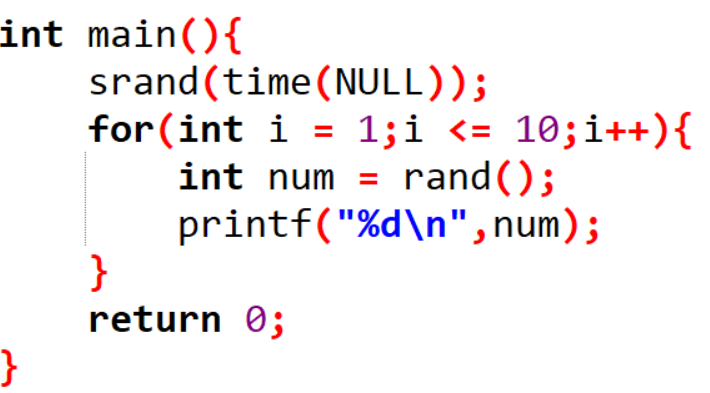 int main(){
    srand(time(NULL));
    for(int i = 1;i <= 10;i++){
        int num = rand();
        printf("%d\n",num);
    }
    return 0;
}